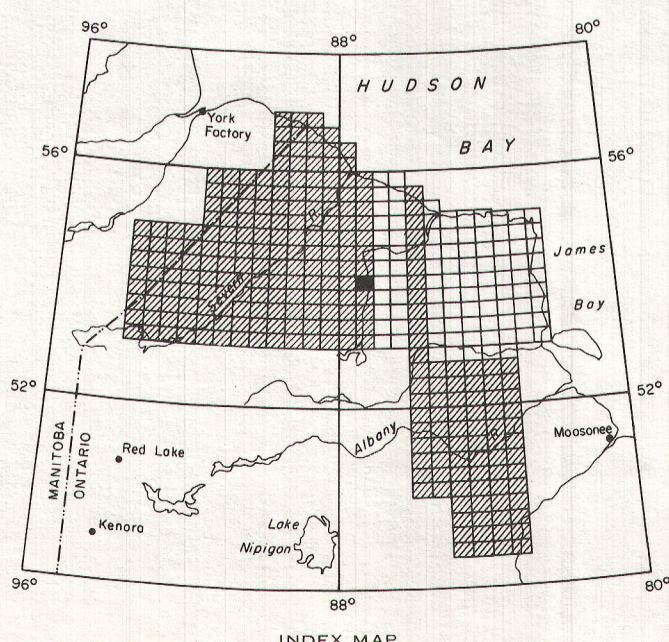 96°
88°
80°
HUDSON
BAY
York
Factory
56°
56°
James
Bay
R.
Severn
52°
52°
Albany
R.
Moosonee
MANITOBA
ONTARIO
Red Lake
Kenora
Lake
Nipigon
96°
88°
80°
INDEX MAP